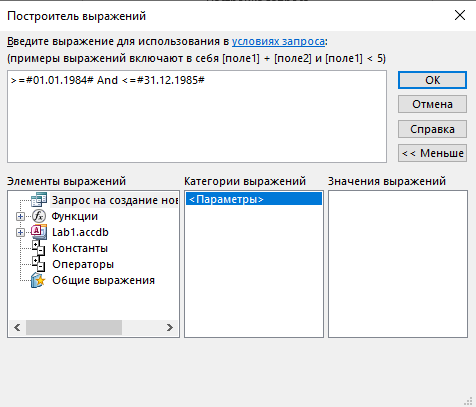 Построитель выражений
Введите выражение для использования в условиях запроса:
(примеры выражений включают в себя [поле1] + [поле2] и [поле1] < 5)
>=#01.01.1984# And <=#31.12.1985#
ОК
Отмена
Справка
<< Меньше
Элементы выражений
Запрос на создание нов
Функции
Lab1.accdb
Константы
Операторы
Общие выражения
Категории выражений
<Параметры>
Значения выражений